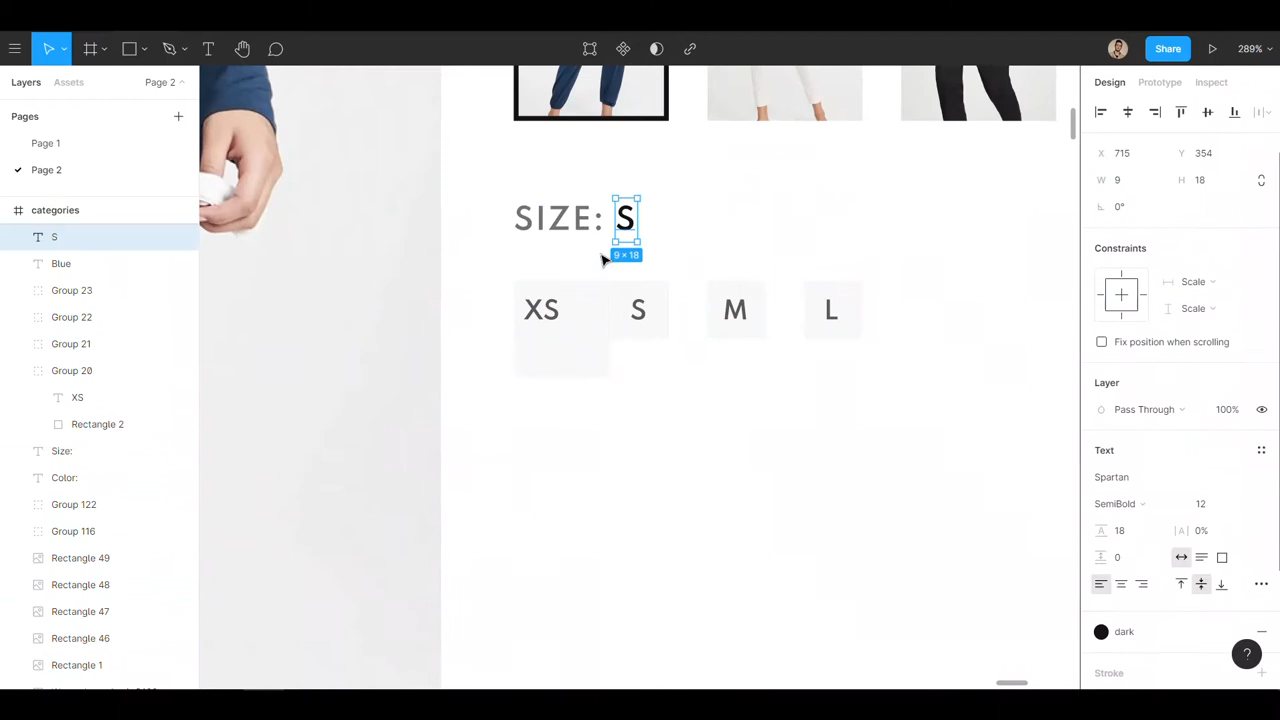 Share
289%
Layers
Assets
Page 2
Pages
Page 1
Page 2
categories
S
Blue
Group 23
Group 22
Group 21
Group 20
XS
Rectangle 2
Size:
Color:
Group 122
Group 116
Rectangle 49
Rectangle 48
Rectangle 47
Rectangle 46
Rectangle 1
SIZE: S
9 × 18
XS S M L
Design Prototype Inspect
X 715 Y 354
W 9 H 18
0°
Constraints
Scale
Scale
Fix position when scrolling
Layer
Pass Through 100%
Text
Spartan
SemiBold 12
18 0%
0
dark
Stroke